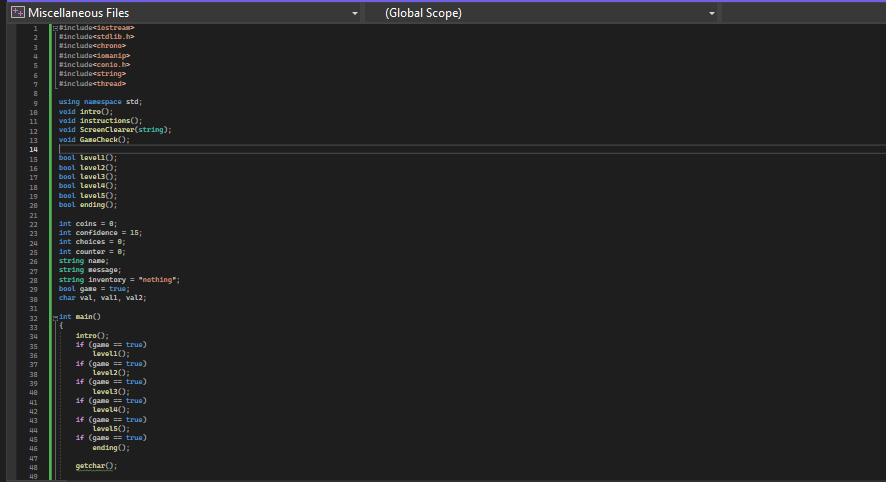 Miscellaneous Files (Global Scope)
1 #include<iostream>
2 #include<stdlib.h>
3 #include<chrono>
4 #include<iomanip>
5 #include<conio.h>
6 #include<string>
7 #include<thread>
8
9 using namespace std;
10 void intro();
11 void instructions();
12 void ScreenClearer(string);
13 void GameCheck();
14
15 bool level1();
16 bool level2();
17 bool level3();
18 bool level4();
19 bool level5();
20 bool ending();
21
22 int coins = 0;
23 int confidence = 15;
24 int choices = 0;
25 int counter = 0;
26 string name;
27 string message;
28 string inventory = "nothing";
29 bool game = true;
30 char val, val1, val2;
31
32 int main()
33 {
34 intro();
35 if (game == true)
36 level1();
37 if (game == true)
38 level2();
39 if (game == true)
40 level3();
41 if (game == true)
42 level4();
43 if (game == true)
44 level5();
45 if (game == true)
46 ending();
47
48 getchar();
49